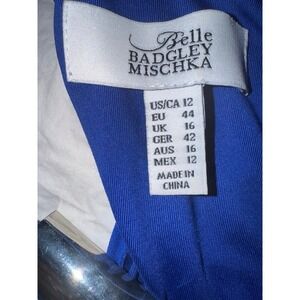 Belle
BADGLEY
MISCHKA
US/CA 12
EU 44
UK 16
GER 42
AUS 16
MEX 12
MADE IN
CHINA